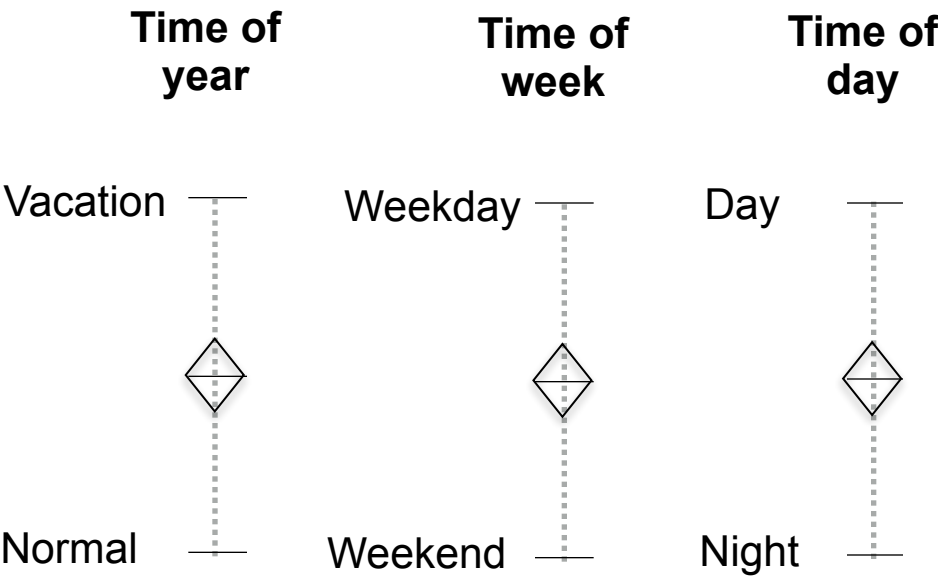 Time of
year
Time of
week
Time of
day
Vacation
Weekday
Day
Normal
Weekend
Night